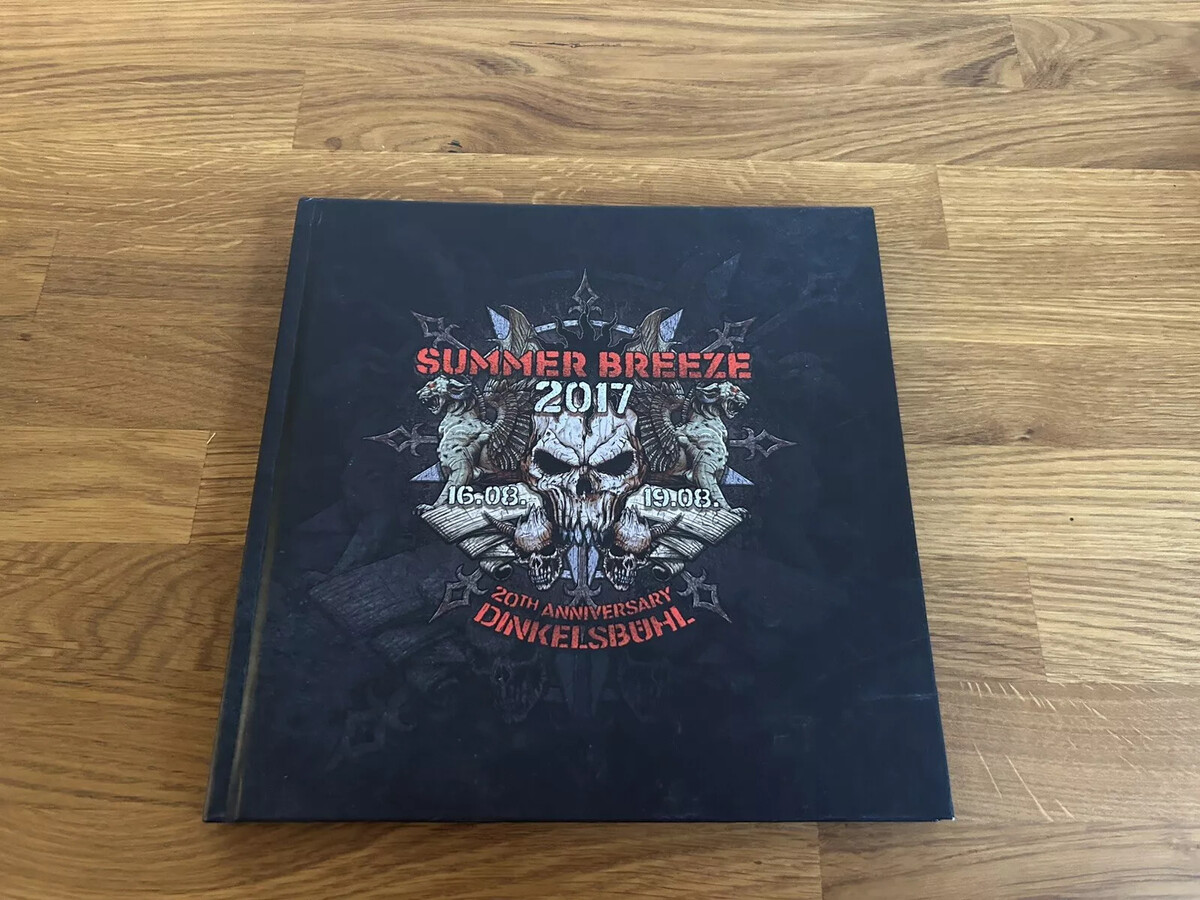 SUMMER BREEZE
2017
16.08. 19.08.
20TH ANNIVERSARY
DINKELSBÜHL